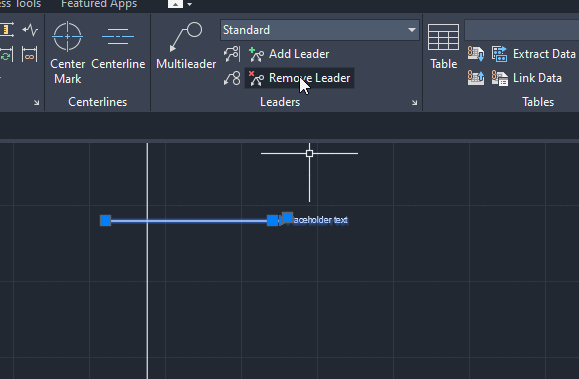 ss Tools Featured Apps
Standard
Center Mark
Centerline
Multileader
Add Leader
Remove Leader
Table
Extract Data
Link Data
Centerlines
Leaders
Tables
aceholder text